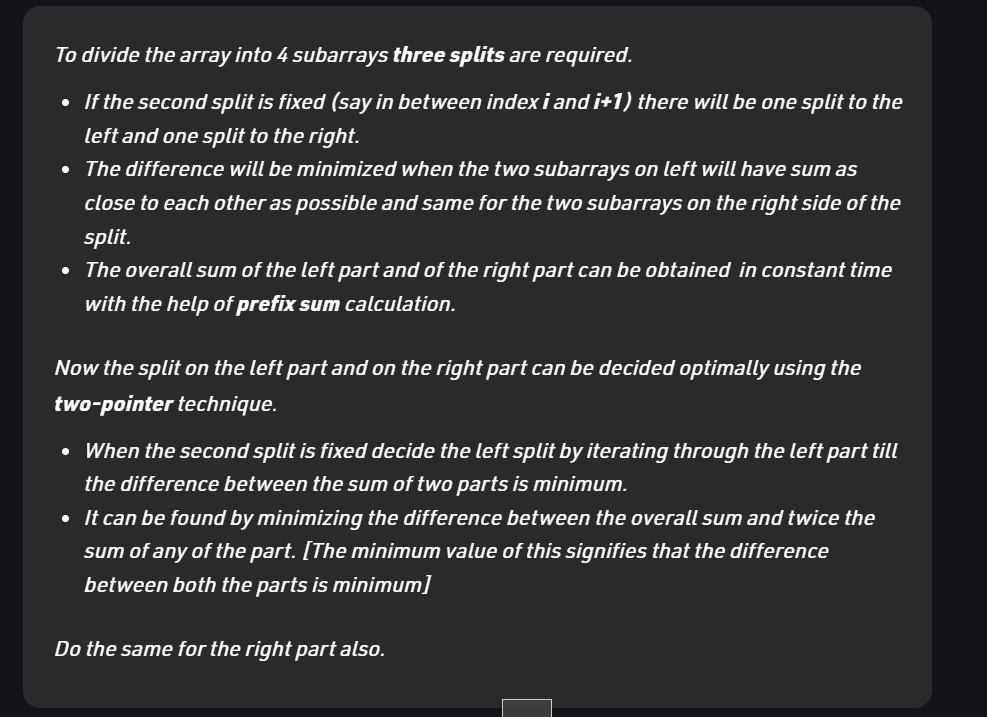 To divide the array into 4 subarrays three splits are required.
• If the second split is fixed (say in between index i and i+1) there will be one split to the
left and one split to the right.
• The difference will be minimized when the two subarrays on left will have sum as
close to each other as possible and same for the two subarrays on the right side of the
split.
• The overall sum of the left part and of the right part can be obtained  in constant time
with the help of prefix sum calculation.
Now the split on the left part and on the right part can be decided optimally using the
two-pointer technique.
• When the second split is fixed decide the left split by iterating through the left part till
the difference between the sum of two parts is minimum.
• It can be found by minimizing the difference between the overall sum and twice the
sum of any of the part. [The minimum value of this signifies that the difference
between both the parts is minimum]
Do the same for the right part also.